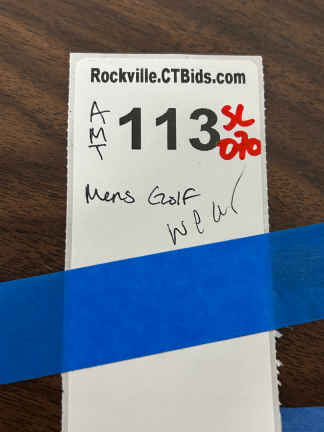 Rockville.CTBids.com
AMT 113 SL
070
Mens Golf
wear